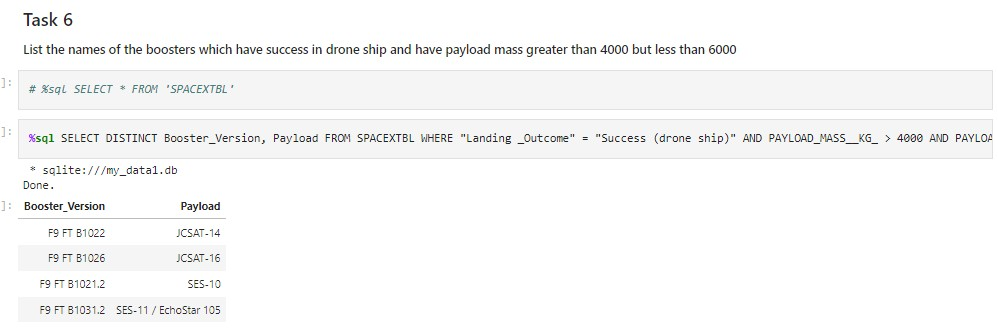 Task 6
List the names of the boosters which have success in drone ship and have payload mass greater than 4000 but less than 6000
]: # %sql SELECT * FROM 'SPACEXTBL'
]: %sql SELECT DISTINCT Booster_Version, Payload FROM SPACEXTBL WHERE "Landing _Outcome" = "Success (drone ship)" AND PAYLOAD_MASS__KG_ > 4000 AND PAYLOA
* sqlite:///my_data1.db
Done.
]: Booster_Version Payload
F9 FT B1022 JCSAT-14
F9 FT B1026 JCSAT-16
F9 FT B1021.2 SES-10
F9 FT B1031.2 SES-11 / EchoStar 105